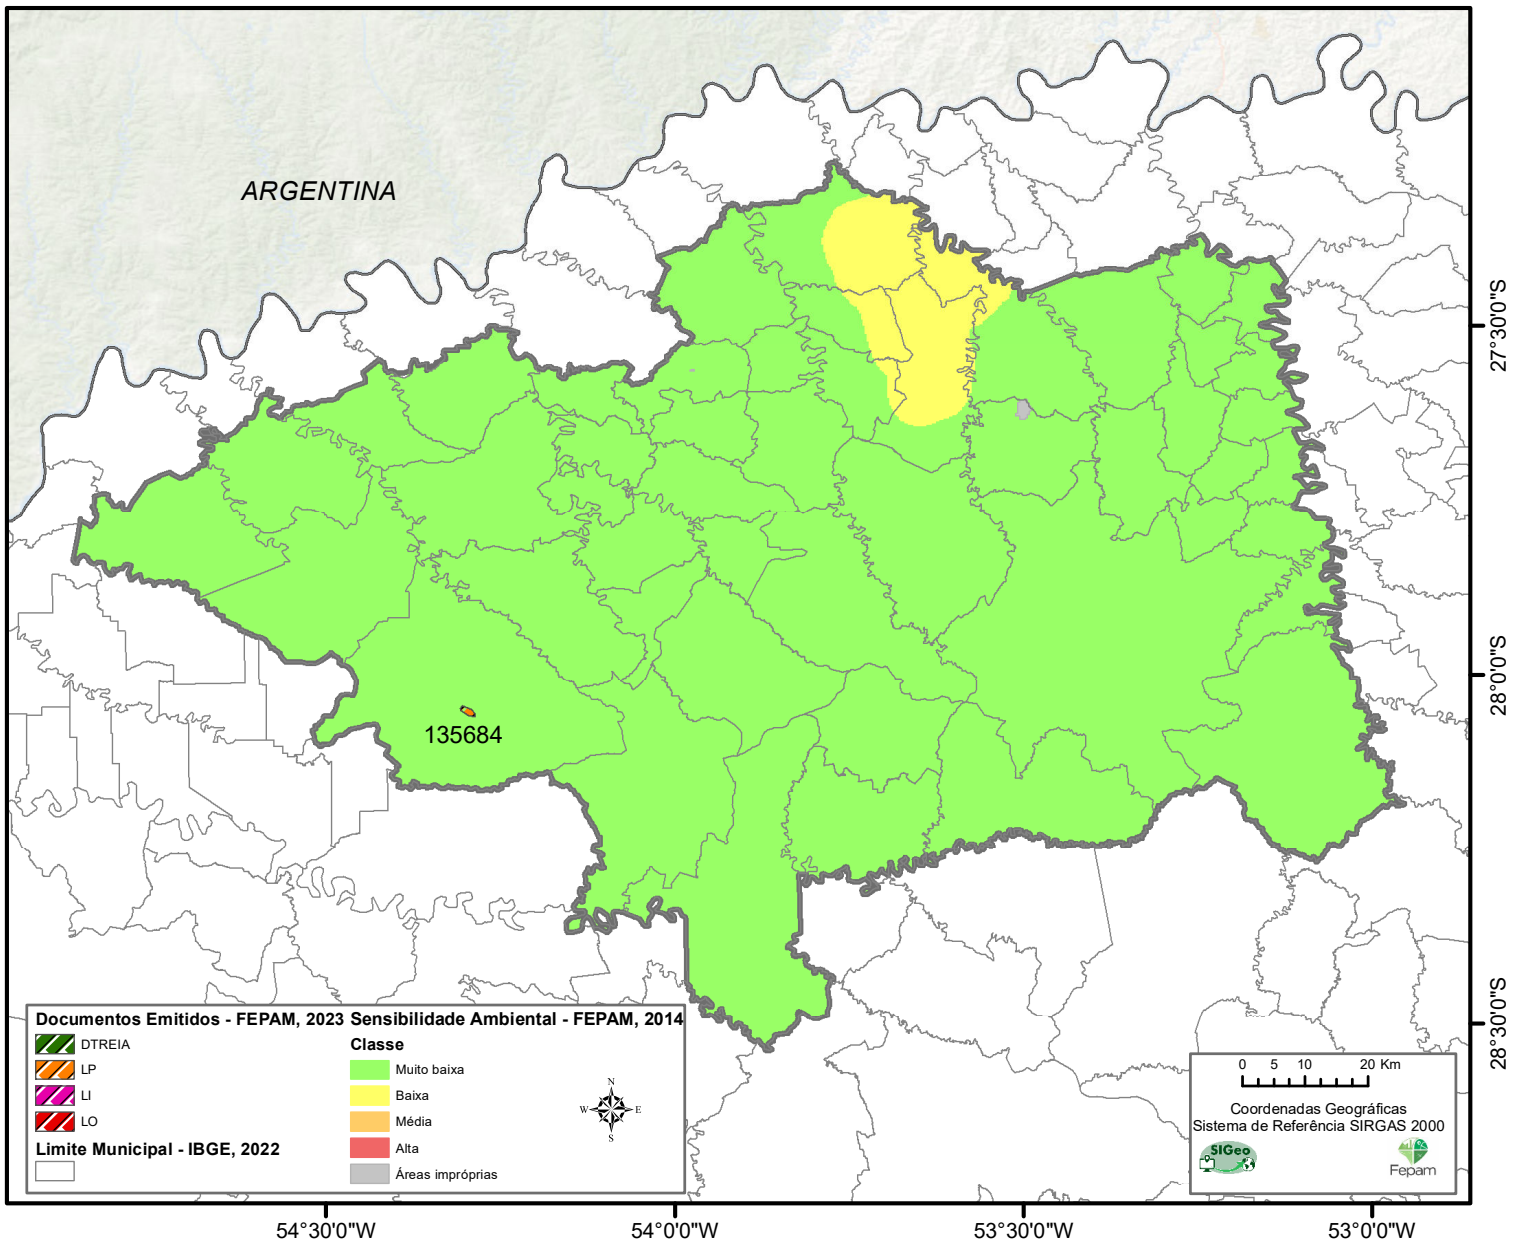 ARGENTINA
135684
27°30'0"S
28°0'0"S
28°30'0"S
54°30'0"W
54°0'0"W
53°30'0"W
53°0'0"W
Documentos Emitidos - FEPAM, 2023
DTREIA
LP
LI
LO
Limite Municipal - IBGE, 2022
Sensibilidade Ambiental - FEPAM, 2014
Classe
Muito baixa
Baixa
Média
Alta
Áreas impróprias
N
W E
S
0 5 10 20 Km
Coordenadas Geográficas
Sistema de Referência SIRGAS 2000
SIGeo
Fepam